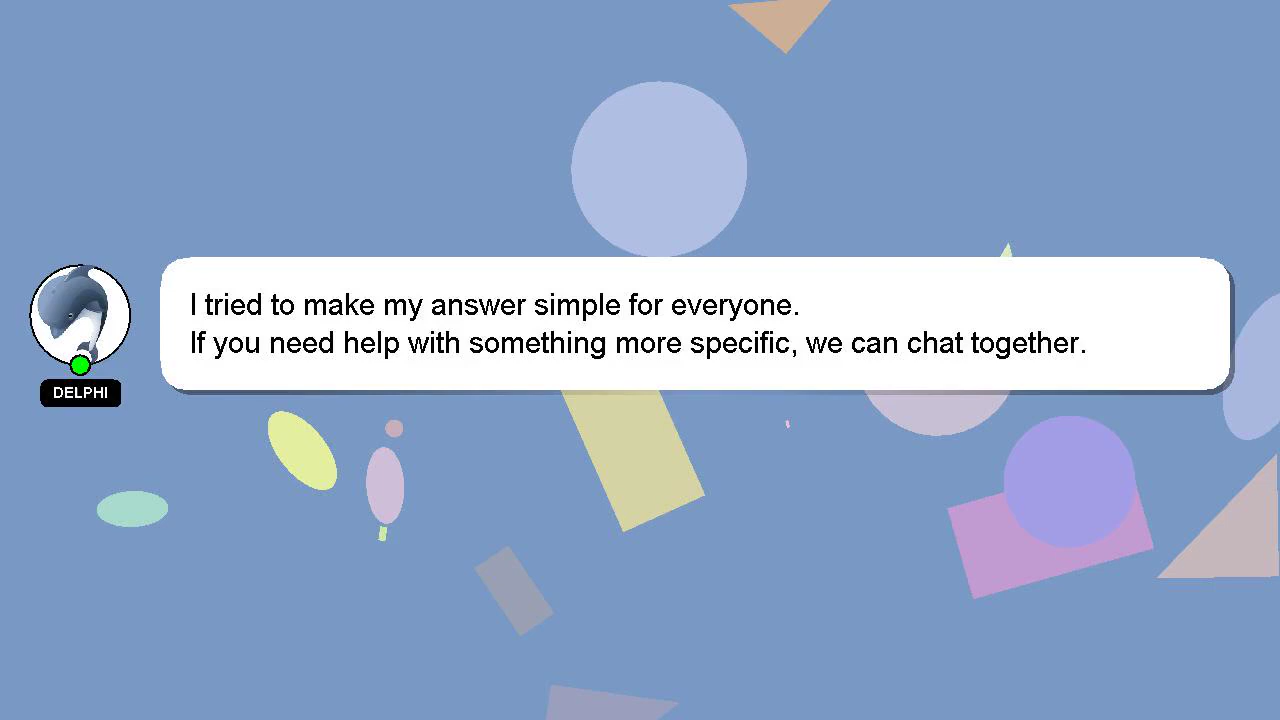 I tried to make my answer simple for everyone.
If you need help with something more specific, we can chat together.
DELPHI